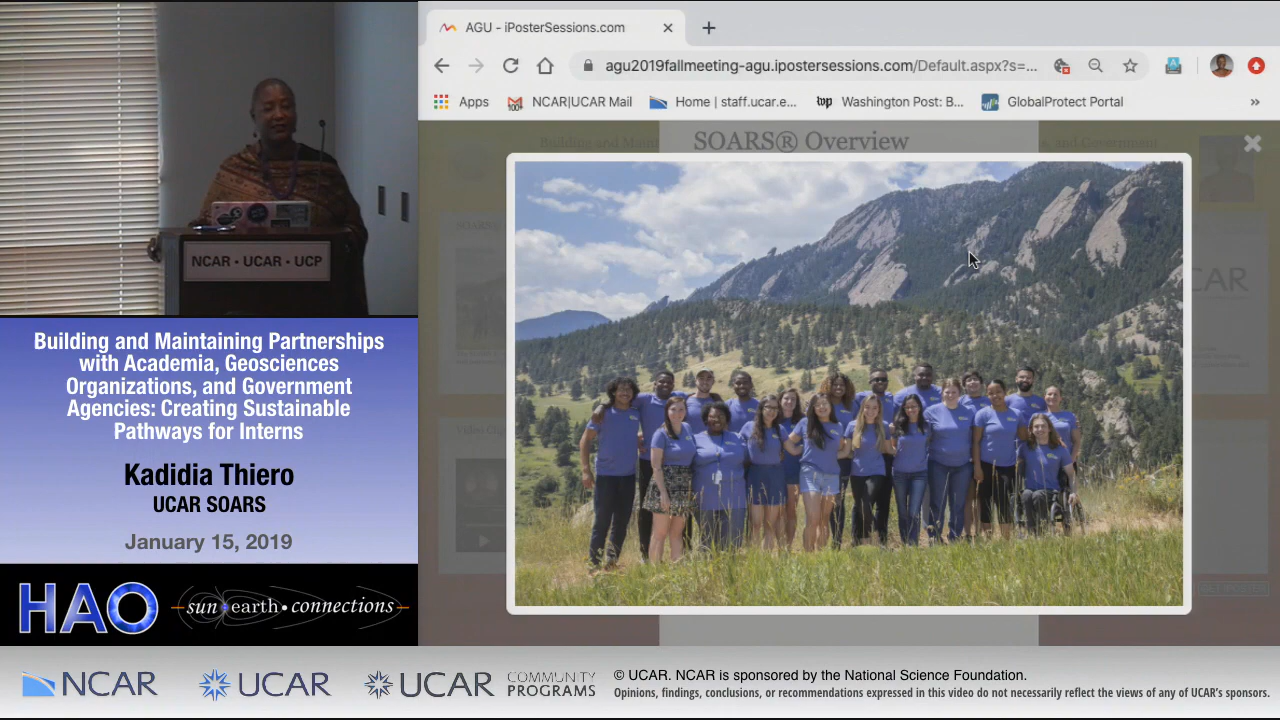 AGU - iPosterSessions.com
agu2019fallmeeting-agu.ipostersessions.com/Default.aspx?s=...
Apps
NCAR|UCAR Mail
Home | staff.ucar.e...
wp
Washington Post: B...
GlobalProtect Portal
»
SOARS® Overview
NCAR • UCAR • UCP
Building and Maintaining Partnerships
with Academia, Geosciences
Organizations, and Government
Agencies: Creating Sustainable
Pathways for Interns
Kadidia Thiero
UCAR SOARS
January 15, 2019
HAO
sun earth • connections
NCAR
UCAR
UCAR
COMMUNITY
PROGRAMS
© UCAR. NCAR is sponsored by the National Science Foundation.
Opinions, findings, conclusions, or recommendations expressed in this video do not necessarily reflect the views of any of UCAR's sponsors.